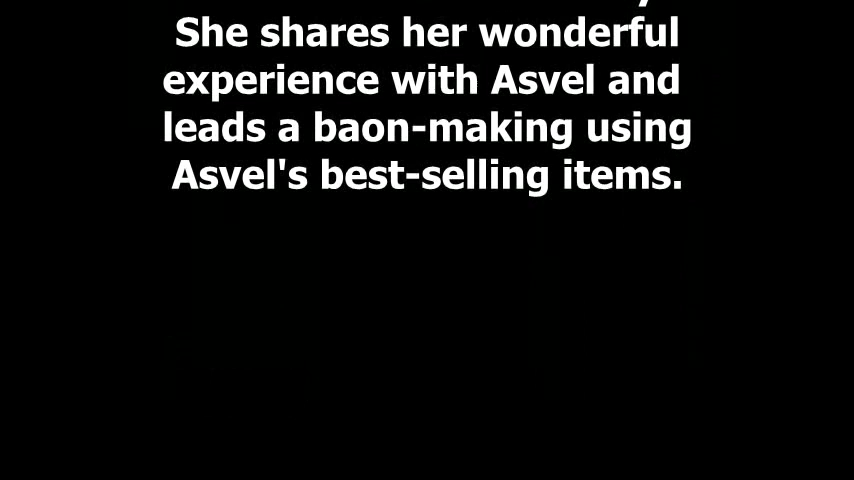 She shares her wonderful
experience with Asvel and
leads a baon-making using
Asvel's best-selling items.